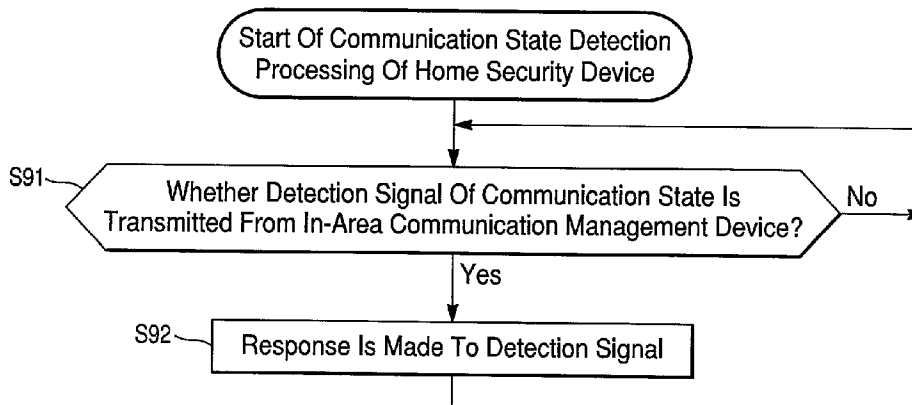 Start Of Communication State Detection
Processing Of Home Security Device
S91
Whether Detection Signal Of Communication State Is
Transmitted From In-Area Communication Management Device?
No
Yes
S92
Response Is Made To Detection Signal